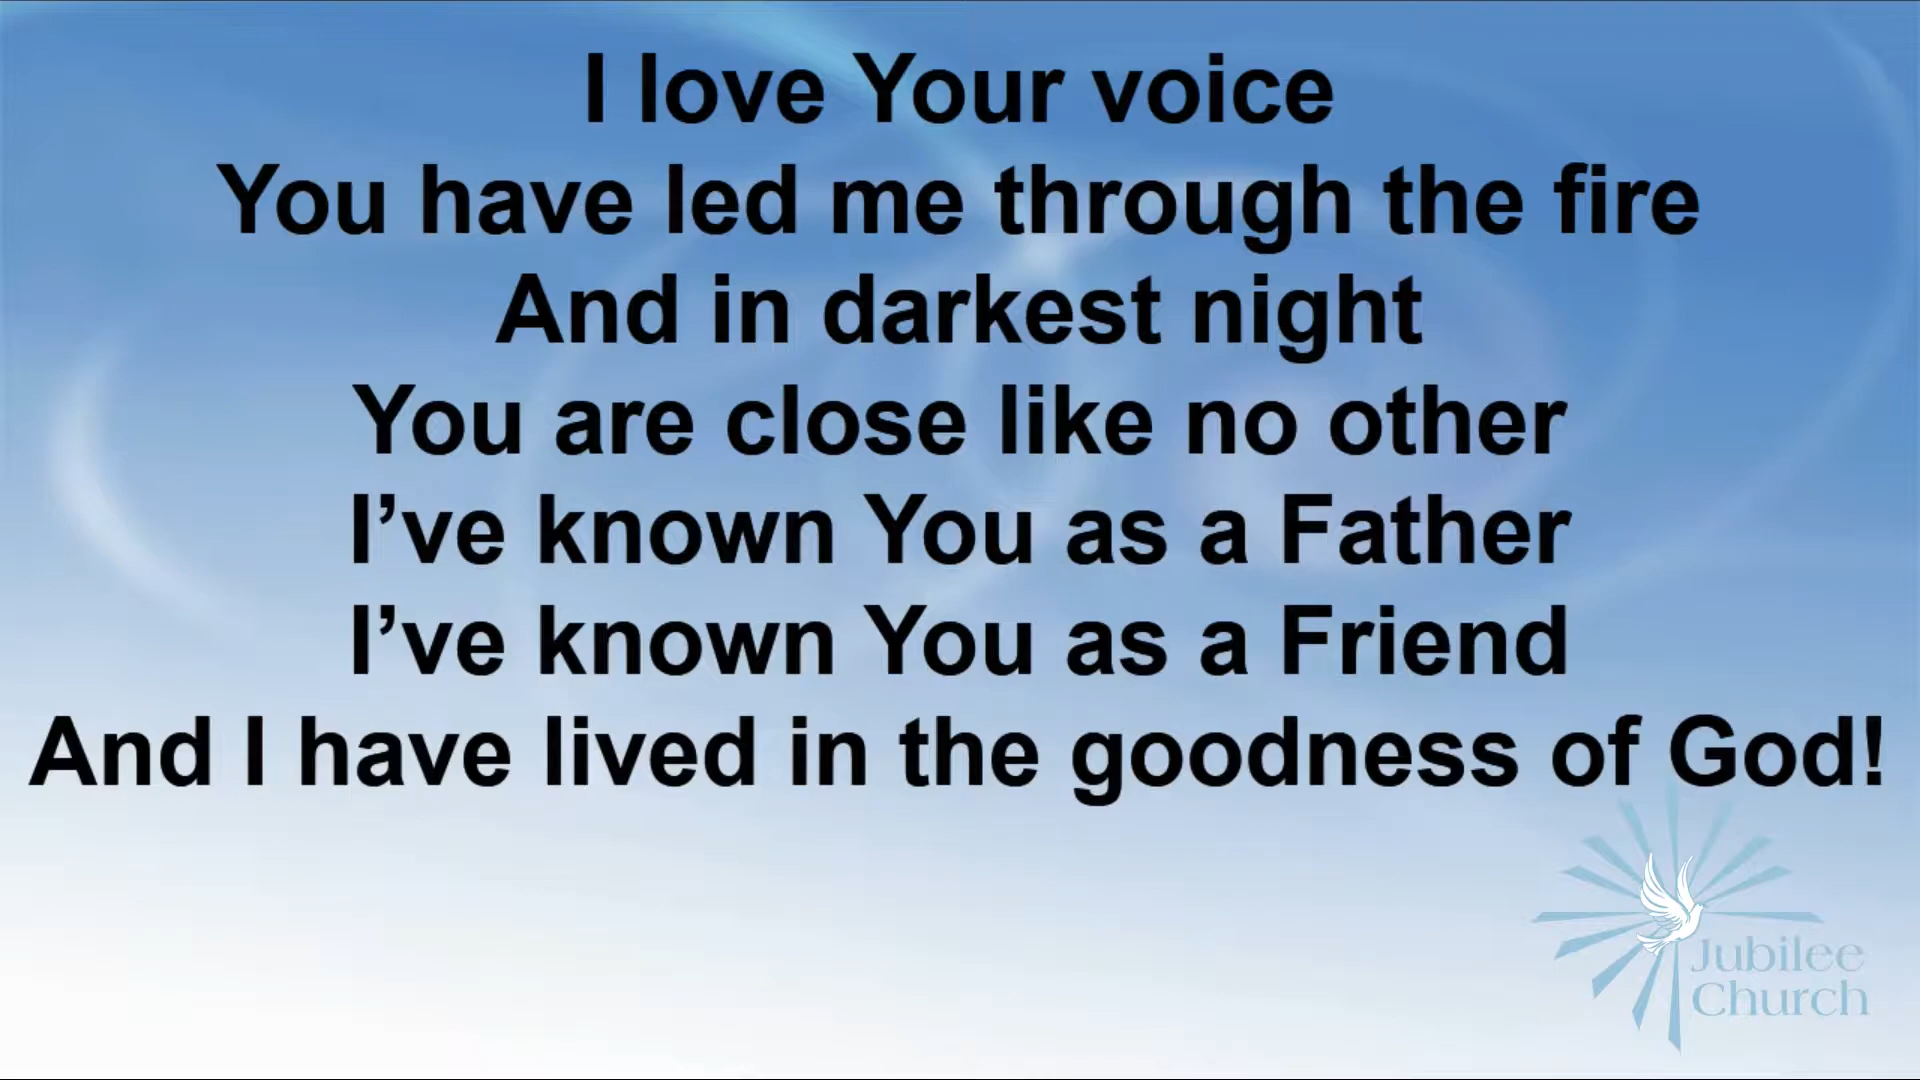 I love Your voice
You have led me through the fire
And in darkest night
You are close like no other
I’ve known You as a Father
I’ve known You as a Friend
And I have lived in the goodness of God!
Jubilee
Church